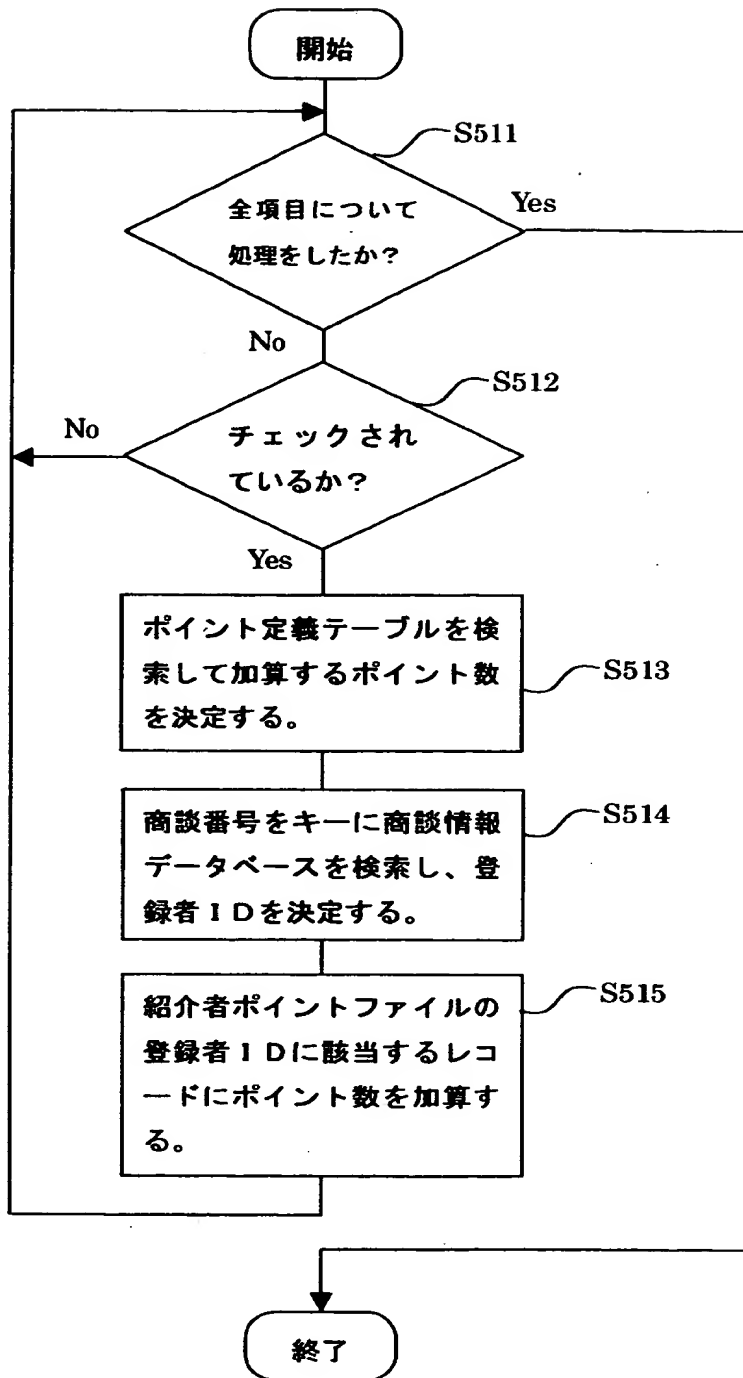 開始
S511
全項目について
処理をしたか?
Yes
No
S512
チェックされ
ているか?
No
Yes
ポイント定義テーブルを検
索して加算するポイント数
を決定する。
S513
商談番号をキーに商談情報
データベースを検索し、登
録者IDを決定する。
S514
紹介者ポイントファイルの
登録者IDに該当するレコ
ードにポイント数を加算す
る。
S515
終了